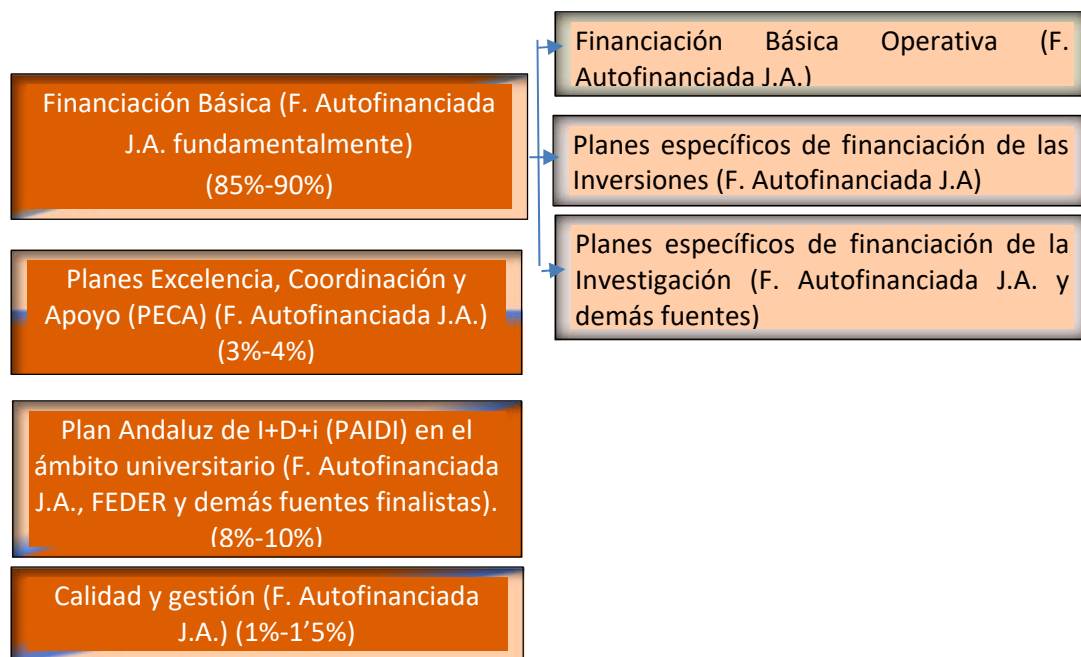 Financiación Básica (F. Autofinanciada
J.A. fundamentalmente)
(85%-90%)
Financiación Básica Operativa (F.
Autofinanciada J.A.)
Planes específicos de financiación de las
Inversiones (F. Autofinanciada J.A)
Planes específicos de financiación de la
Investigación (F. Autofinanciada J.A. y
demás fuentes)
Planes Excelencia, Coordinación y
Apoyo (PECA) (F. Autofinanciada J.A.)
(3%-4%)
Plan Andaluz de I+D+i (PAIDI) en el
ámbito universitario (F. Autofinanciada
J.A., FEDER y demás fuentes finalistas).
(8%-10%)
Calidad y gestión (F. Autofinanciada
J.A.) (1%-1’5%)